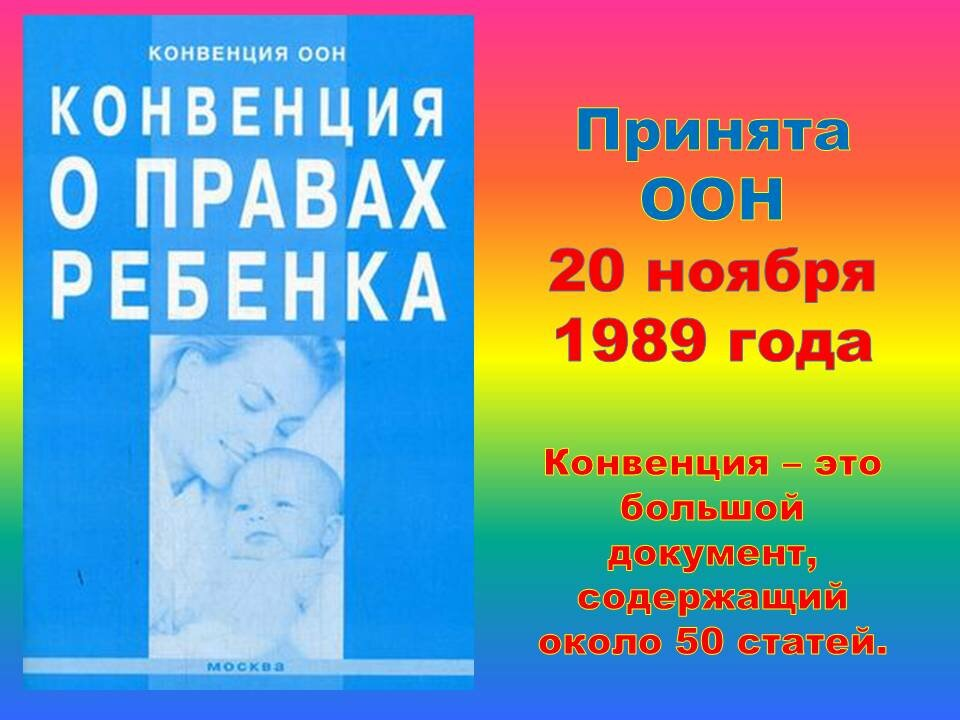 КОНВЕНЦИЯ ООН
КОНВЕНЦИЯ
О ПРАВАХ
РЕБЕНКА
МОСКВА
Принята
ООН
20 ноября
1989 года
Конвенция – это
большой
документ,
содержащий
около 50 статей.